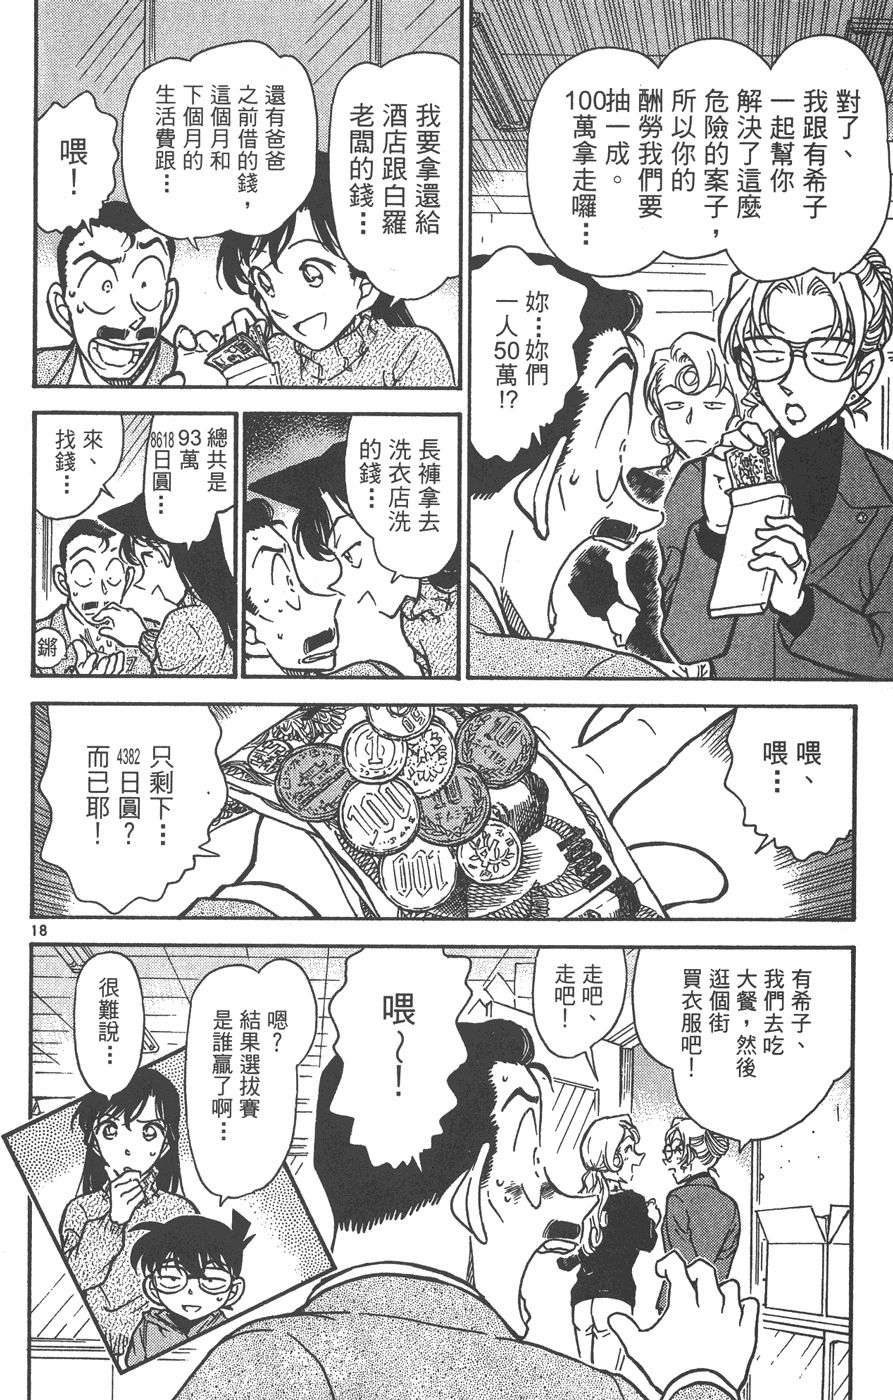 對了、
我跟有希子
一起幫你
解決了這麼
危險的案子，
所以你的
酬勞我們要
抽一成。
100萬拿走囉…
妳…妳們
一人50萬!?
我要拿還給
酒店跟白羅
老闆的錢…
還有爸爸
之前借的錢，
這個月和
下個月的
生活費跟…
喂！
長褲拿去
洗衣店洗
的錢…
總共是
93萬
8618日圓…
來、
找錢…
鏘
喂、
喂…
只剩下…
4382日圓？
而已耶！
18
有希子、
我們去吃
大餐，然後
逛個街
買衣服吧！
走吧、
走吧！
喂～！
嗯？
結果選拔賽
是誰贏了啊…
很難說…